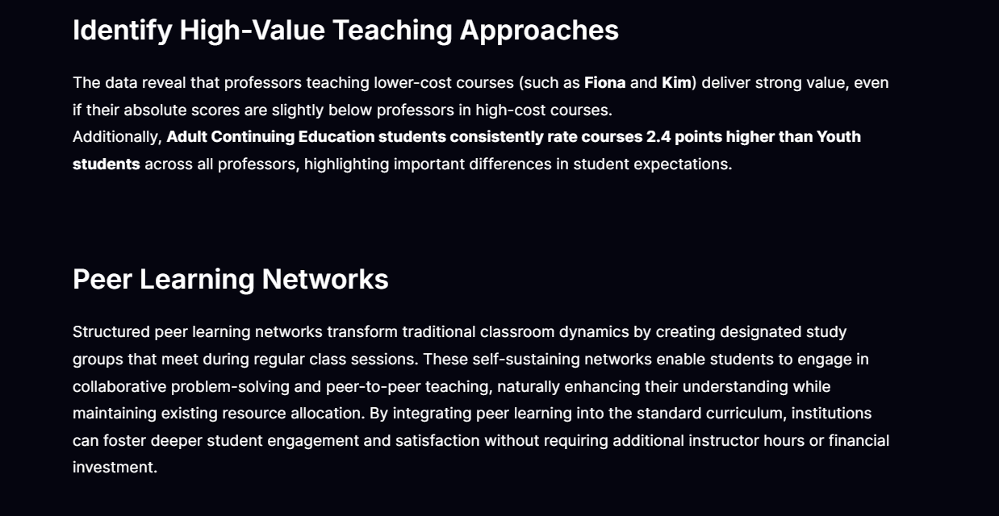 Identify High-Value Teaching Approaches
The data reveal that professors teaching lower-cost courses (such as Fiona and Kim) deliver strong value, even
if their absolute scores are slightly below professors in high-cost courses.
Additionally, Adult Continuing Education students consistently rate courses 2.4 points higher than Youth
students across all professors, highlighting important differences in student expectations.
Peer Learning Networks
Structured peer learning networks transform traditional classroom dynamics by creating designated study
groups that meet during regular class sessions. These self-sustaining networks enable students to engage in
collaborative problem-solving and peer-to-peer teaching, naturally enhancing their understanding while
maintaining existing resource allocation. By integrating peer learning into the standard curriculum, institutions
can foster deeper student engagement and satisfaction without requiring additional instructor hours or financial
investment.